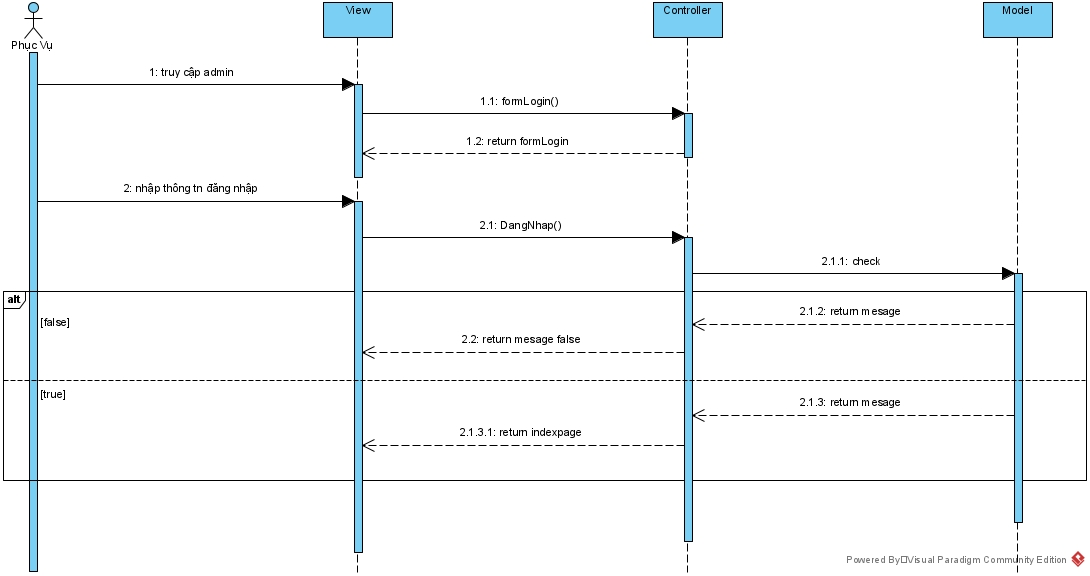 View
Controller
Model
Phục Vụ
1: truy cập admin
1.1: formLogin()
1.2: return formLogin
2: nhập thông tn đăng nhập
2.1: DangNhap()
2.1.1: check
alt
[false]
2.1.2: return mesage
2.2: return mesage false
[true]
2.1.3: return mesage
2.1.3.1: return indexpage
Powered By Visual Paradigm Community Edition